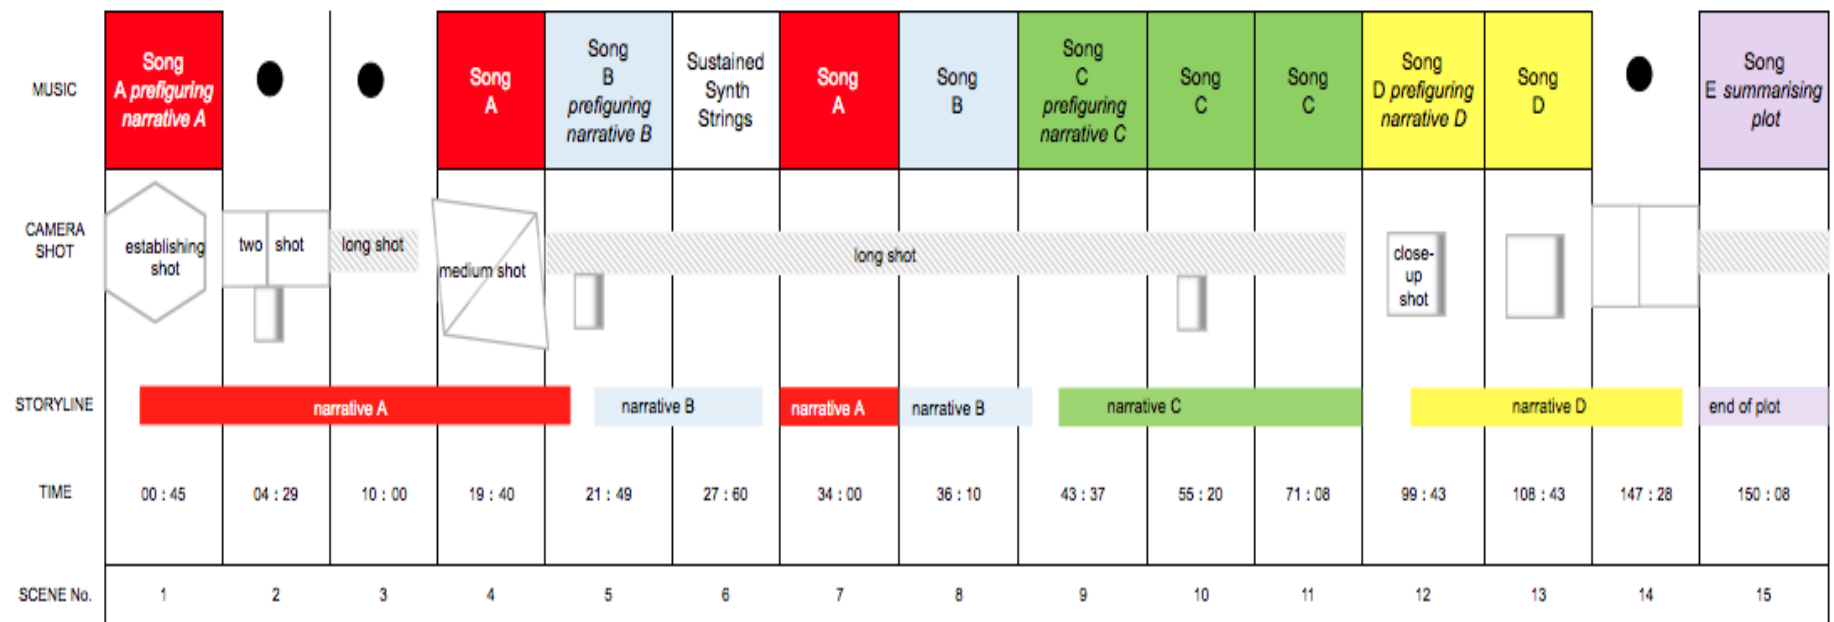 MUSIC
Song
A prefiguring
narrative A
Song
A
Song
B
prefiguring
narrative B
Sustained
Synth
Strings
Song
A
Song
B
Song
C
prefiguring
narrative C
Song
C
Song
C
Song
D prefiguring
narrative D
Song
D
Song
E summarising
plot
CAMERA
SHOT
establishing
shot
two shot
long shot
medium shot
long shot
close-
up
shot
STORYLINE
narrative A
narrative B
narrative A
narrative B
narrative C
narrative D
end of plot
TIME
00 : 45
04 : 29
10 : 00
19 : 40
21 : 49
27 : 60
34 : 00
36 : 10
43 : 37
55 : 20
71 : 08
99 : 43
108 : 43
147 : 28
150 : 08
SCENE No.
1
2
3
4
5
6
7
8
9
10
11
12
13
14
15